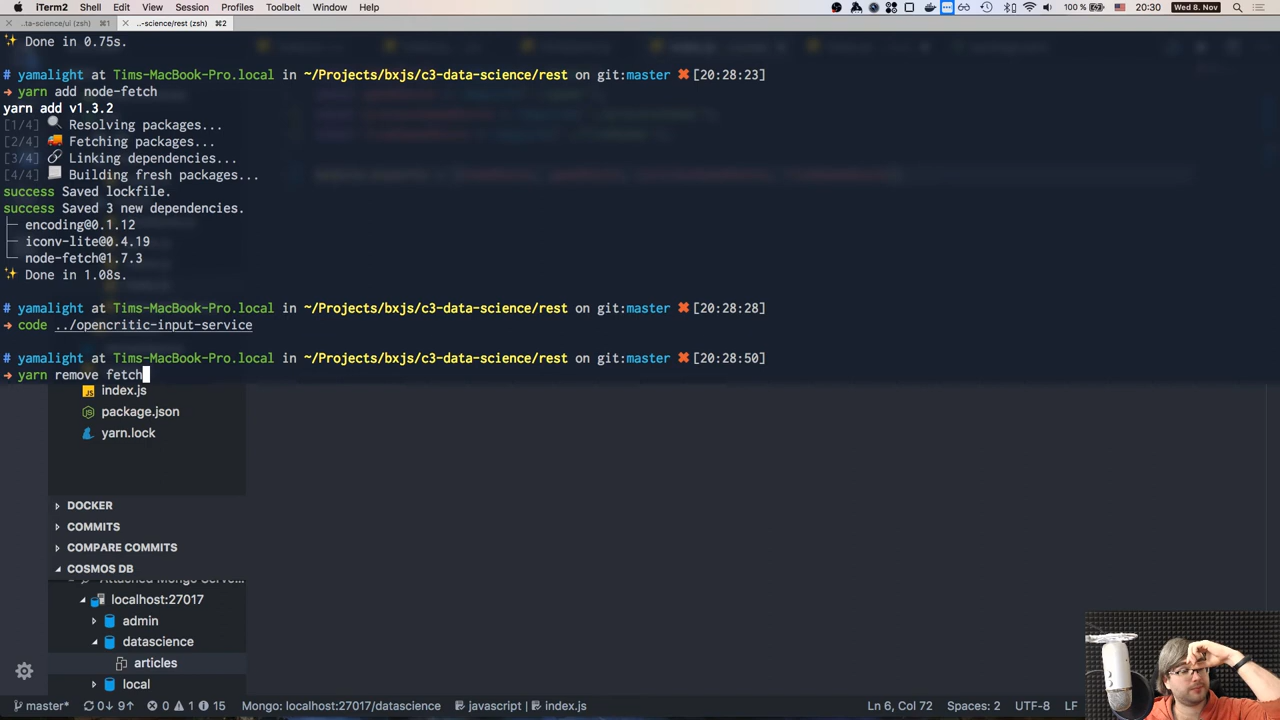 iTerm2 Shell Edit View Session Profiles Toolbelt Window Help 100 % 20:30 Wed 8. Nov
..ta-science/ui (zsh) ⌘1 ..-science/rest (zsh) ⌘2
✨ Done in 0.75s.
# yamalight at Tims-MacBook-Pro.local in ~/Projects/bxjs/c3-data-science/rest on git:master ✖ [20:28:23]
→ yarn add node-fetch
yarn add v1.3.2
[1/4] 🔍 Resolving packages...
[2/4] 🚚 Fetching packages...
[3/4] 🔗 Linking dependencies...
[4/4] 📃 Building fresh packages...
success Saved lockfile.
success Saved 3 new dependencies.
├─ encoding@0.1.12
├─ iconv-lite@0.4.19
└─ node-fetch@1.7.3
✨ Done in 1.08s.
# yamalight at Tims-MacBook-Pro.local in ~/Projects/bxjs/c3-data-science/rest on git:master ✖ [20:28:28]
→ code ../opencritic-input-service
# yamalight at Tims-MacBook-Pro.local in ~/Projects/bxjs/c3-data-science/rest on git:master ✖ [20:28:50]
→ yarn remove fetch
index.js
package.json
yarn.lock
DOCKER
COMMITS
COMPARE COMMITS
COSMOS DB
Attached Mongo Serve...
localhost:27017
admin
datascience
articles
local
master* 0↓ 9↑ 0 1 15 Mongo: localhost:27017/datascience javascript | index.js Ln 6, Col 72 Spaces: 2 UTF-8 LF